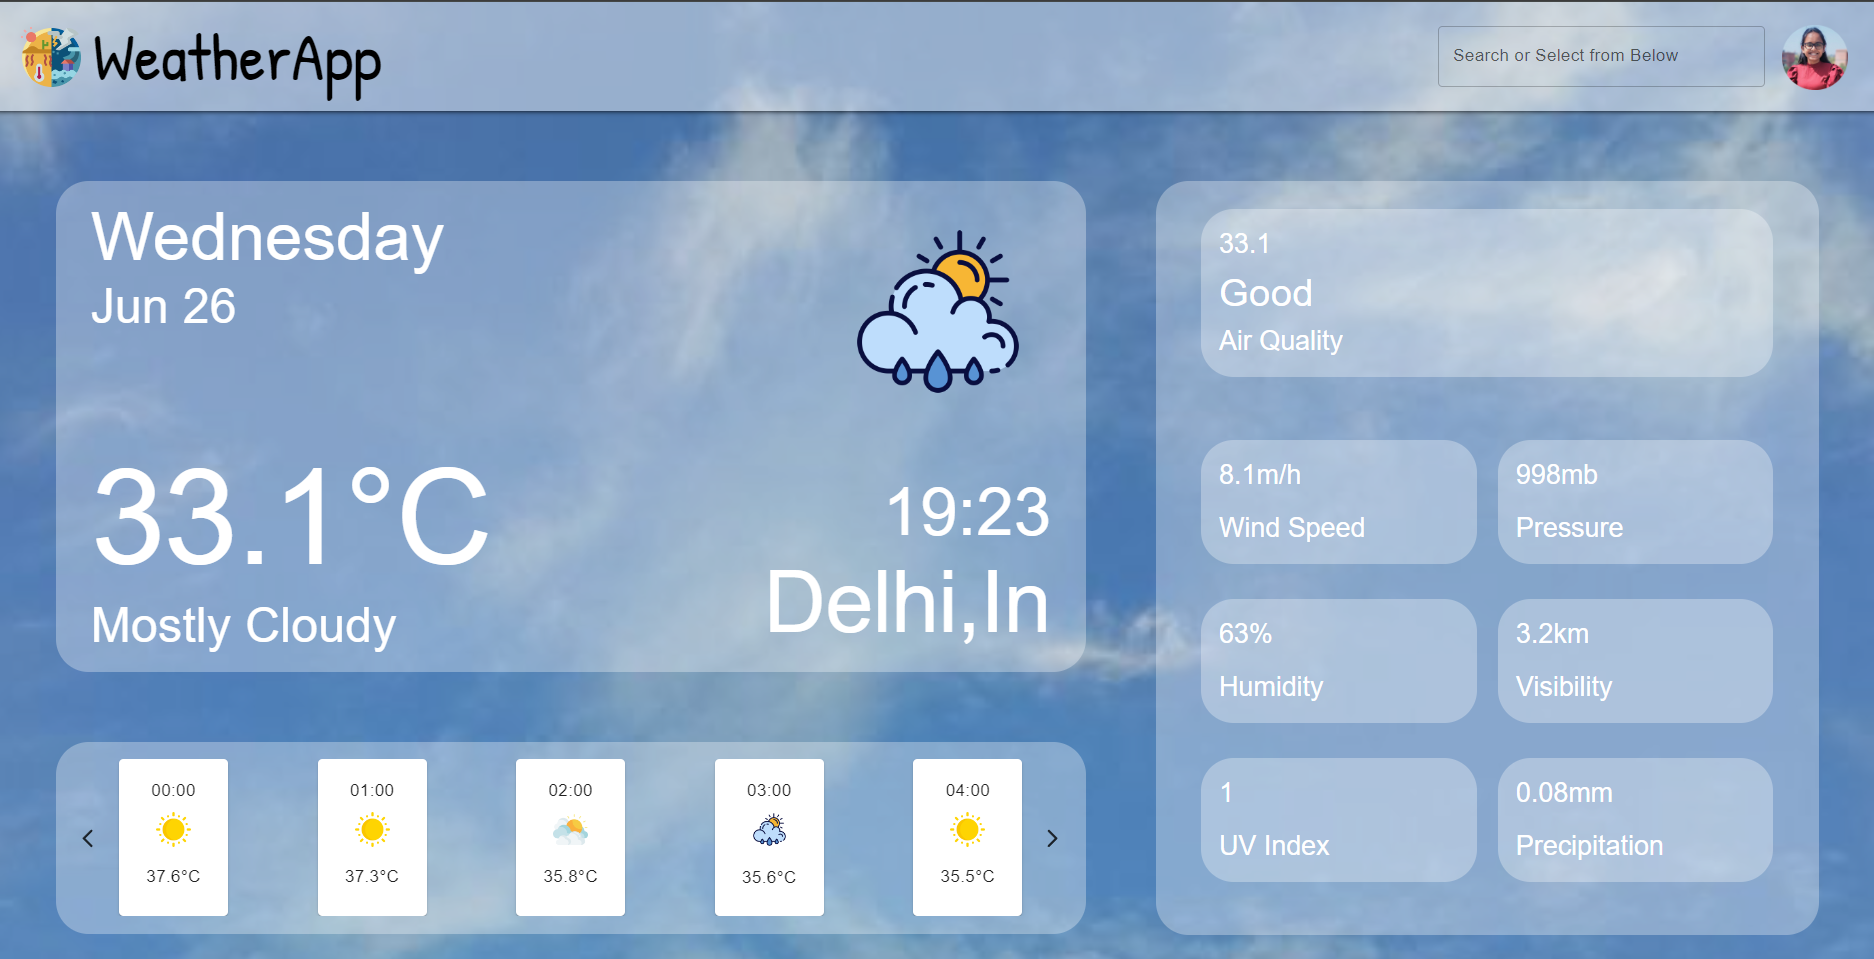 WeatherApp
Search or Select from Below
Wednesday
Jun 26
33.1°C
Mostly Cloudy
19:23
Delhi,In
00:00
37.6°C
01:00
37.3°C
02:00
35.8°C
03:00
35.6°C
04:00
35.5°C
33.1
Good
Air Quality
8.1m/h
Wind Speed
998mb
Pressure
63%
Humidity
3.2km
Visibility
1
UV Index
0.08mm
Precipitation